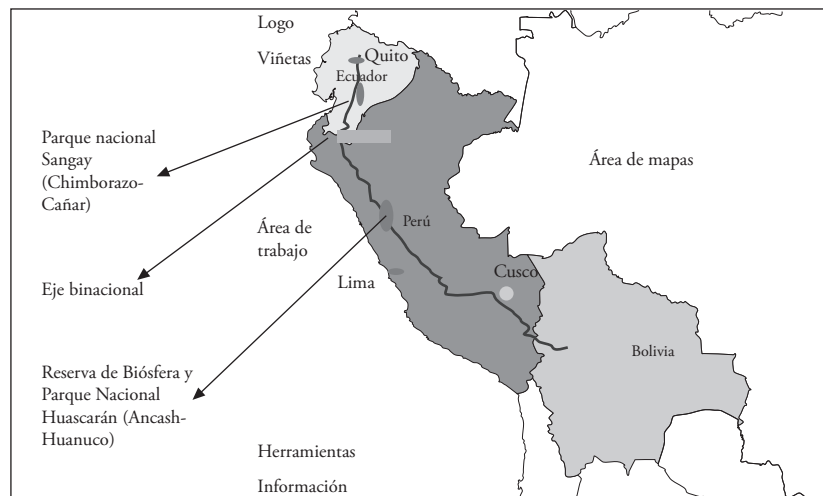 Logo
Viñetas
Quito
Ecuador
Parque nacional
Sangay
(Chimborazo-
Cañar)
Área de mapas
Área de
trabajo
Perú
Lima
Cusco
Eje binacional
Bolivia
Reserva de Biósfera y
Parque Nacional
Huascarán (Ancash-
Huanuco)
Herramientas
Información